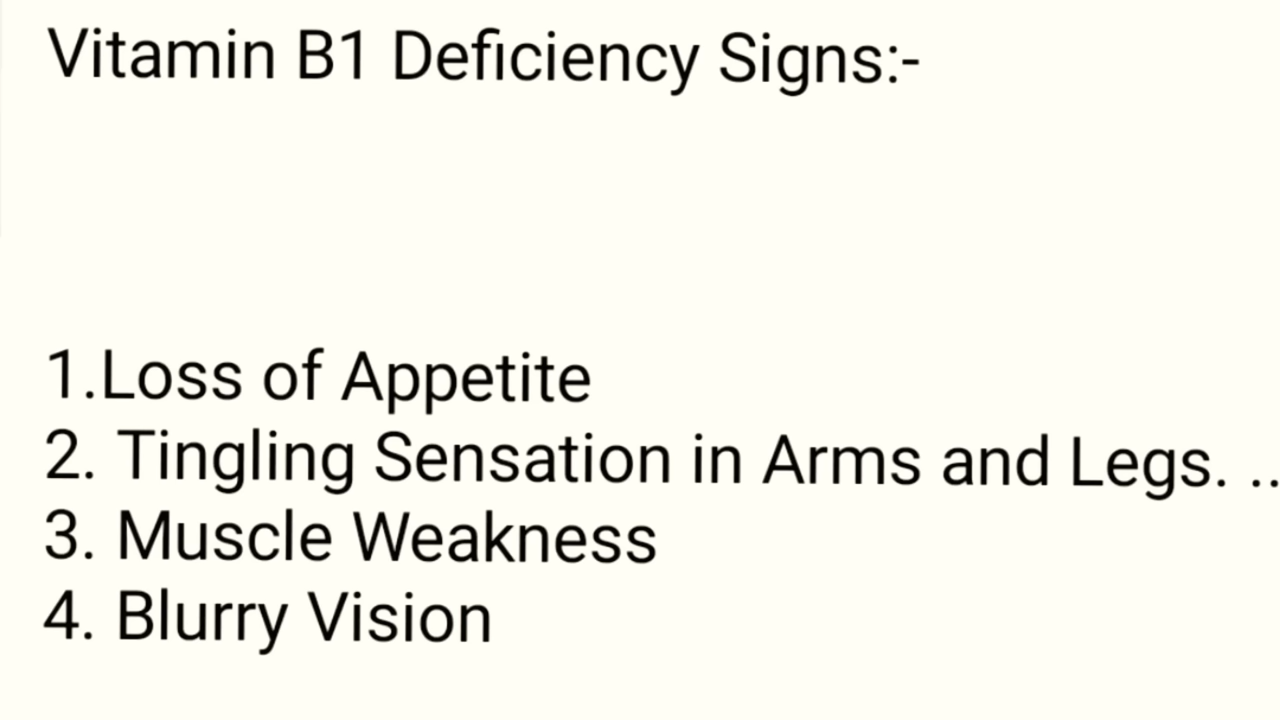 Vitamin B1 Deficiency Signs:-
1.Loss of Appetite
2. Tingling Sensation in Arms and Legs. ..
3. Muscle Weakness
4. Blurry Vision